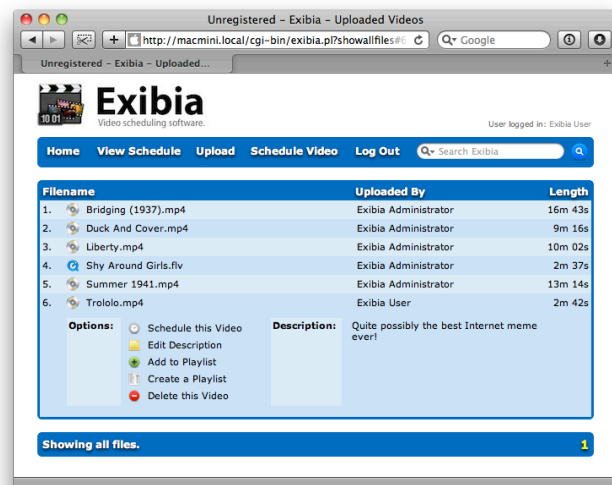 Unregistered – Exibia – Uploaded Videos
http://macmini.local/cgi-bin/exibia.pl?showallfiles#6
Google
Unregistered – Exibia – Uploaded...
10 01
Exibia
Video scheduling software.
User logged in: Exibia User
Home View Schedule Upload Schedule Video Log Out Search Exibia
Filename Uploaded By Length
1. Bridging (1937).mp4 Exibia Administrator 16m 43s
2. Duck And Cover.mp4 Exibia Administrator 9m 16s
3. Liberty.mp4 Exibia Administrator 10m 02s
4. Shy Around Girls.flv Exibia Administrator 2m 37s
5. Summer 1941.mp4 Exibia Administrator 13m 14s
6. Trololo.mp4 Exibia User 2m 42s
Options: Schedule this Video Description: Quite possibly the best Internet meme
ever!
Edit Description
Add to Playlist
Create a Playlist
Delete this Video
Showing all files. 1